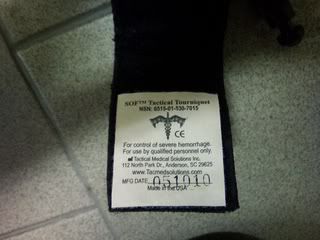 SOF™ Tactical Tourniquet
NSN: 6515-01-530-7015
CE
For control of severe hemorrhage.
For use by qualified personnel only.
Tactical Medical Solutions Inc.
112 North Park Dr., Anderson, SC 29625
www.Tacmedsolutions.com
MFG DATE 051010
Made in the USA